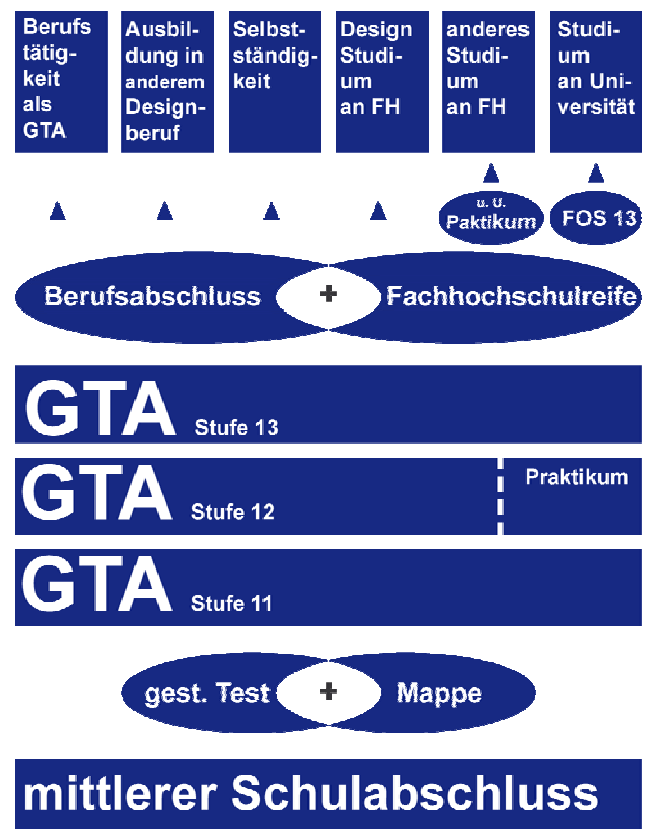 Berufs
tätig-
keit
als
GTA
Ausbil-
dung in
anderem
Design-
beruf
Selbst-
ständig-
keit
Design
Studi-
um
an FH
anderes
Studi-
um
an FH
Studi-
um
an Uni-
versität
u. U.
Paktikum
FOS 13
Berufsabschluss + Fachhochschulreife
GTA Stufe 13
GTA Stufe 12 Praktikum
GTA Stufe 11
gest. Test + Mappe
mittlerer Schulabschluss